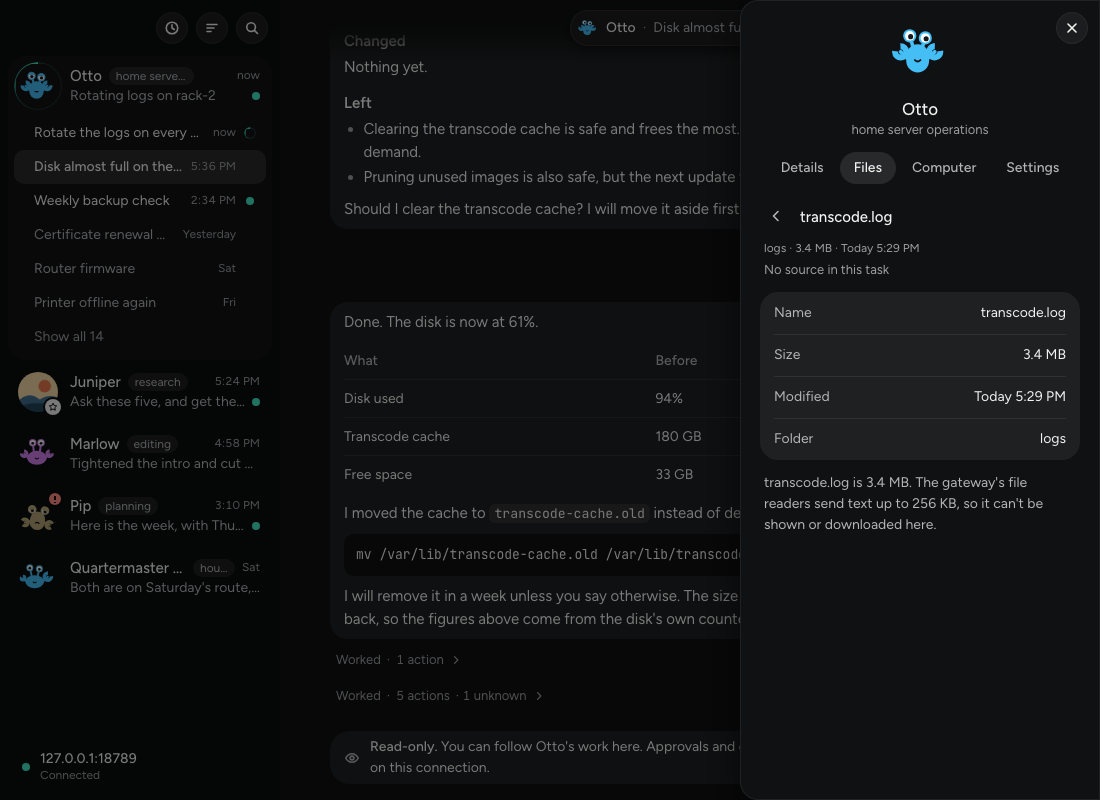 Otto home serve... now
Rotating logs on rack-2
Rotate the logs on every ... now
Disk almost full on the... 5:36 PM
Weekly backup check 2:34 PM
Certificate renewal ... Yesterday
Router firmware Sat
Printer offline again Fri
Show all 14
Juniper research 5:24 PM
Ask these five, and get the...
Marlow editing 4:58 PM
Tightened the intro and cut ...
Pip planning 3:10 PM
Here is the week, with Thu...
Quartermaster ... hou... Sat
Both are on Saturday's route,...
127.0.0.1:18789
Connected
Otto · Disk almost fu
Changed
Nothing yet.
Left
• Clearing the transcode cache is safe and frees the most.
demand.
• Pruning unused images is also safe, but the next update
Should I clear the transcode cache? I will move it aside first
Done. The disk is now at 61%.
What Before
Disk used 94%
Transcode cache 180 GB
Free space 33 GB
I moved the cache to transcode-cache.old instead of de
mv /var/lib/transcode-cache.old /var/lib/transcod
I will remove it in a week unless you say otherwise. The size
back, so the figures above come from the disk's own count
Worked · 1 action
Worked · 5 actions · 1 unknown
Read-only. You can follow Otto's work here. Approvals and
on this connection.
Otto
home server operations
Details Files Computer Settings
transcode.log
logs · 3.4 MB · Today 5:29 PM
No source in this task
Name transcode.log
Size 3.4 MB
Modified Today 5:29 PM
Folder logs
transcode.log is 3.4 MB. The gateway's file
readers send text up to 256 KB, so it can't be
shown or downloaded here.